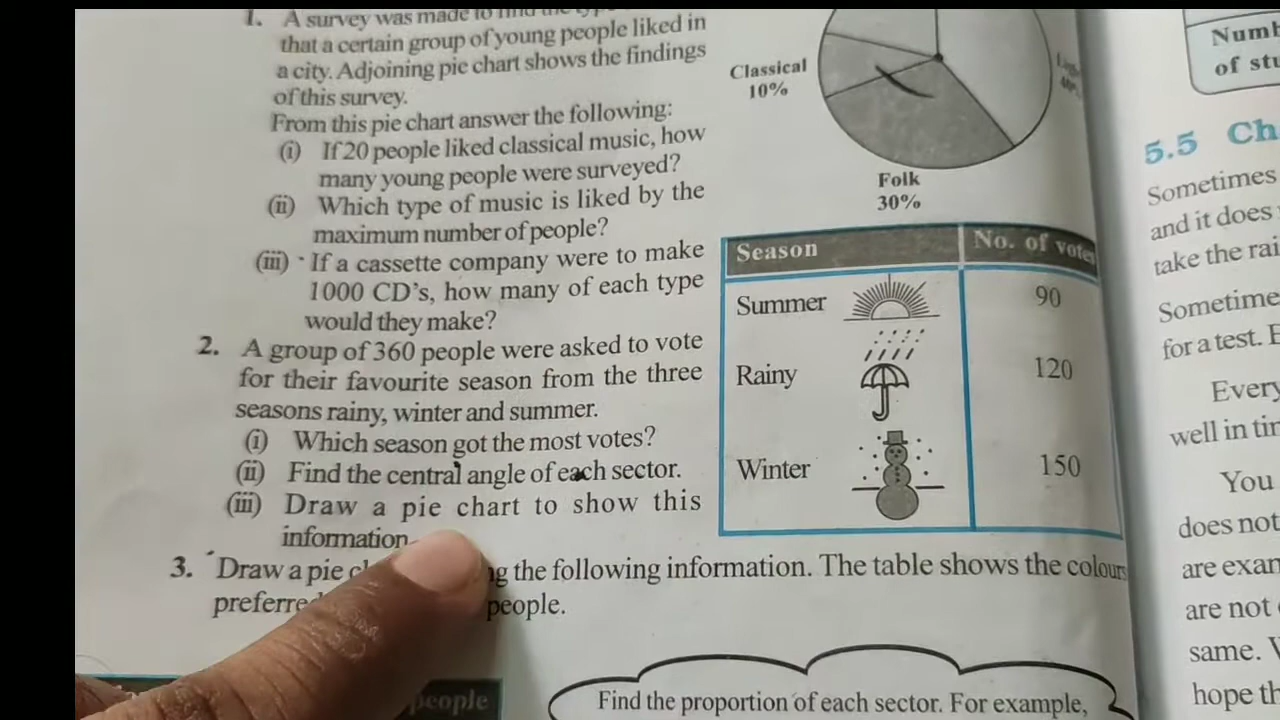 1. A survey was made to find the
that a certain group of young people liked in
a city. Adjoining pie chart shows the findings
of this survey.
From this pie chart answer the following:
(i) If 20 people liked classical music, how
many young people were surveyed?
(ii) Which type of music is liked by the
maximum number of people?
(iii) If a cassette company were to make
1000 CD's, how many of each type
would they make?
Classical
10%
Folk
30%
2. A group of 360 people were asked to vote
for their favourite season from the three
seasons rainy, winter and summer.
(i) Which season got the most votes?
(ii) Find the central angle of each sector.
(iii) Draw a pie chart to show this
information
Season No. of votes
Summer 90
Rainy 120
Winter 150
3. Draw a pie the following information. The table shows the colours
people.
people
Find the proportion of each sector. For example,
Numb
of stu
5.5 Ch
Sometimes
and it does
take the rai
Sometime
for a test. E
Every
well in tin
You
does not
are exan
are not
same.
hope th